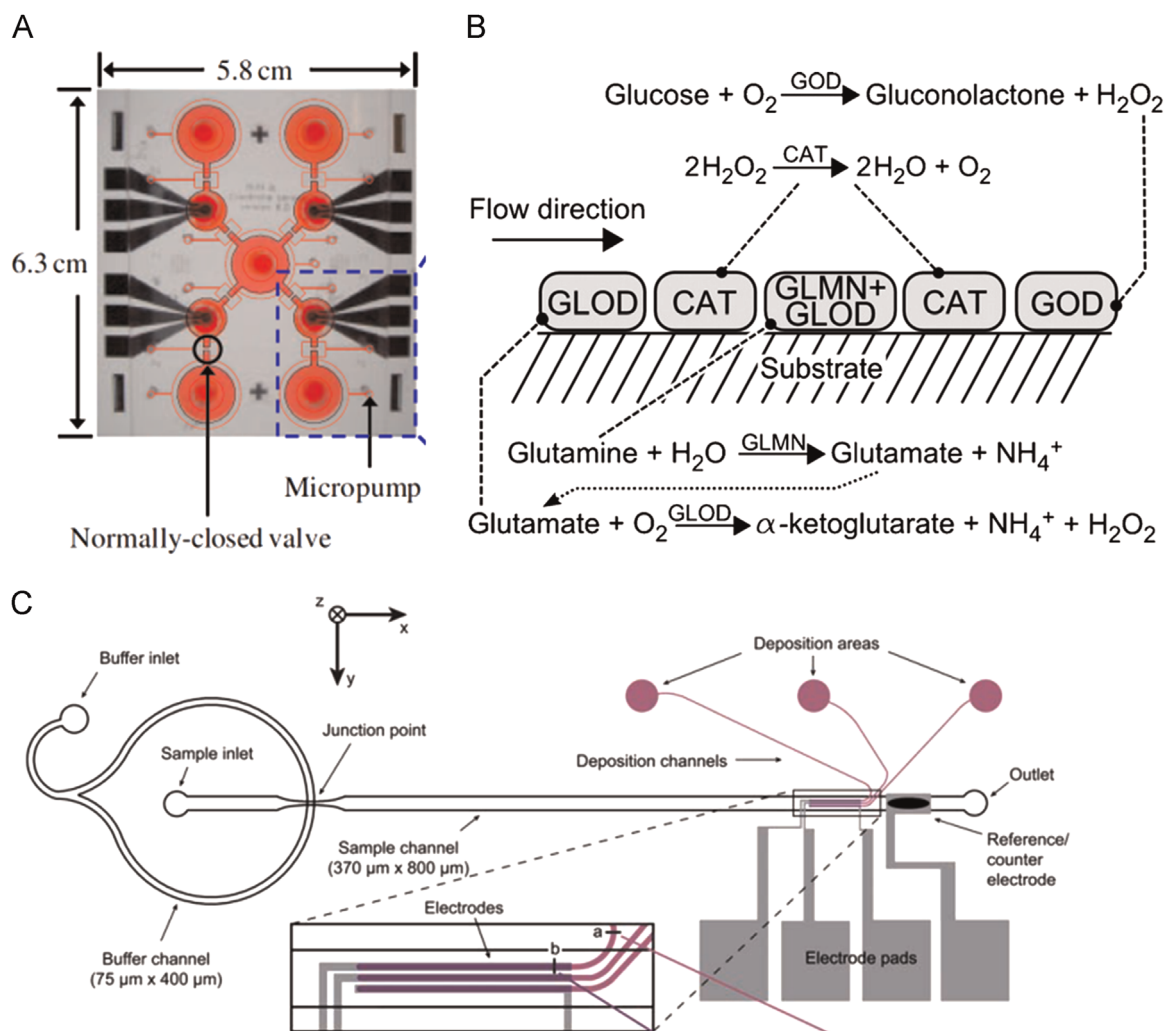 A
5.8 cm
6.3 cm
Micropump
Normally-closed valve
B
Glucose + O₂ GOD Gluconolactone + H₂O₂
2H₂O₂ CAT 2H₂O + O₂
Flow direction
GLOD CAT GLMN+ GLOD CAT GOD
Substrate
Glutamine + H₂O GLMN Glutamate + NH₄⁺
Glutamate + O₂ GLOD α-ketoglutarate + NH₄⁺ + H₂O₂
C
z
x
y
Buffer inlet
Sample inlet
Junction point
Deposition areas
Deposition channels
Outlet
Sample channel
(370 µm x 800 µm)
Reference/
counter
electrode
Buffer channel
(75 µm x 400 µm)
Electrodes
a
b
Electrode pads